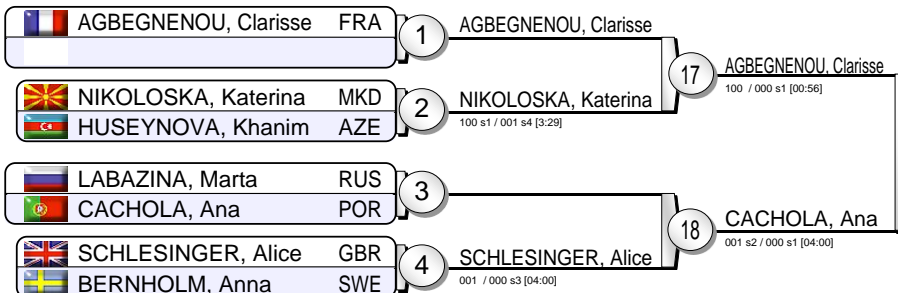 AGBEGNENOU, Clarisse FRA
1
AGBEGNENOU, Clarisse
17
AGBEGNENOU, Clarisse
100 / 000 s1 [00:56]
NIKOLOSKA, Katerina MKD
HUSEYNOVA, Khanim AZE
2
NIKOLOSKA, Katerina
100 s1 / 001 s4 [3:29]
LABAZINA, Marta RUS
CACHOLA, Ana POR
3
18
CACHOLA, Ana
001 s2 / 000 s1 [04:00]
SCHLESINGER, Alice GBR
BERNHOLM, Anna SWE
4
SCHLESINGER, Alice
001 / 000 s3 [04:00]